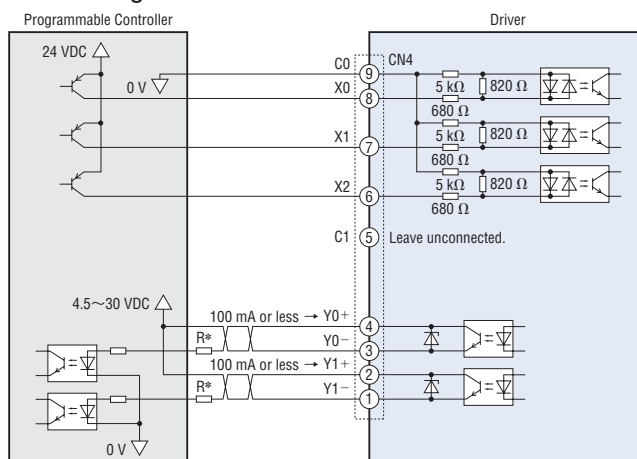 Programmable Controller
Driver
24 VDC
0 V
C0
9
CN4
X0
8
5 kΩ
820 Ω
680 Ω
X1
7
5 kΩ
820 Ω
680 Ω
X2
6
5 kΩ
820 Ω
680 Ω
C1
5
Leave unconnected.
4.5～30 VDC
100 mA or less → Y0+
4
R*
Y0−
3
100 mA or less → Y1+
2
R*
Y1−
1
0 V